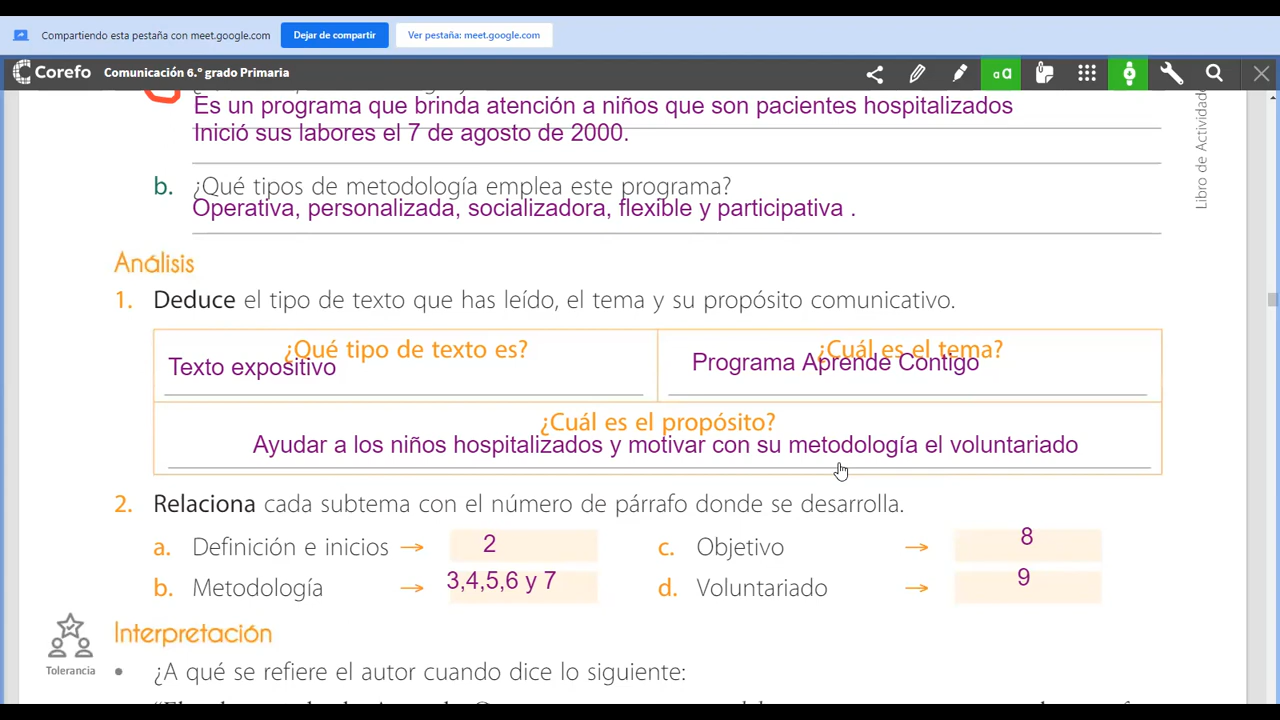 Compartiendo esta pestaña con meet.google.com
Dejar de compartir
Ver pestaña: meet.google.com
Corefo
Comunicación 6.º grado Primaria
aa
Es un programa que brinda atención a niños que son pacientes hospitalizados
Inició sus labores el 7 de agosto de 2000.
b. ¿Qué tipos de metodología emplea este programa?
Operativa, personalizada, socializadora, flexible y participativa .
Libro de Actividade
Análisis
1. Deduce el tipo de texto que has leído, el tema y su propósito comunicativo.
¿Qué tipo de texto es?
Texto expositivo
¿Cuál es el tema?
Programa Aprende Contigo
¿Cuál es el propósito?
Ayudar a los niños hospitalizados y motivar con su metodología el voluntariado
2. Relaciona cada subtema con el número de párrafo donde se desarrolla.
a. Definición e inicios → 2
c. Objetivo → 8
b. Metodología → 3,4,5,6 y 7
d. Voluntariado → 9
Interpretación
Tolerancia
• ¿A qué se refiere el autor cuando dice lo siguiente: